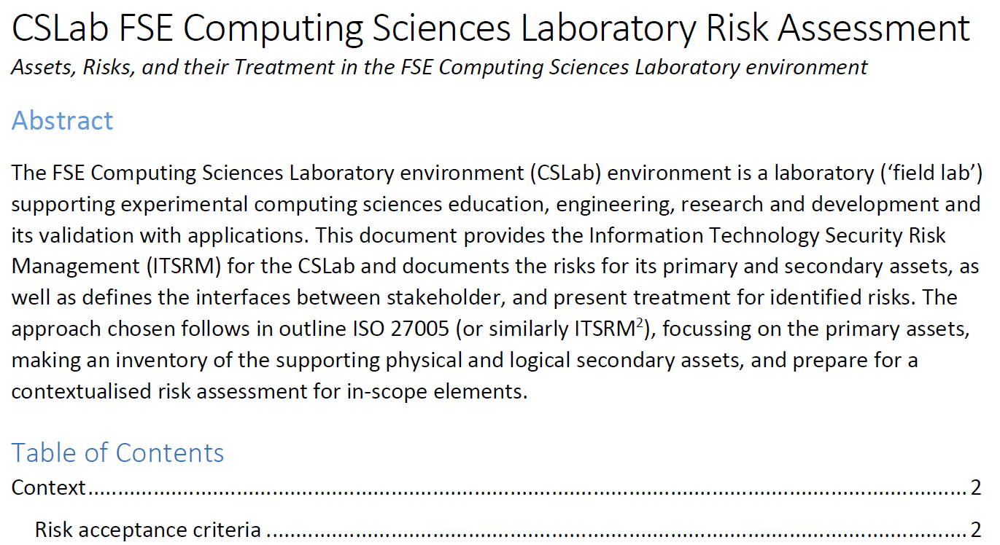 CSLab FSE Computing Sciences Laboratory Risk Assessment
Assets, Risks, and their Treatment in the FSE Computing Sciences Laboratory environment
Abstract
The FSE Computing Sciences Laboratory environment (CSLab) environment is a laboratory (‘field lab’)
supporting experimental computing sciences education, engineering, research and development and
its validation with applications. This document provides the Information Technology Security Risk
Management (ITSRM) for the CSLab and documents the risks for its primary and secondary assets, as
well as defines the interfaces between stakeholder, and present treatment for identified risks. The
approach chosen follows in outline ISO 27005 (or similarly ITSRM²), focussing on the primary assets,
making an inventory of the supporting physical and logical secondary assets, and prepare for a
contextualised risk assessment for in-scope elements.
Table of Contents
Context ........................................................................ 2
Risk acceptance criteria ........................................................................ 2